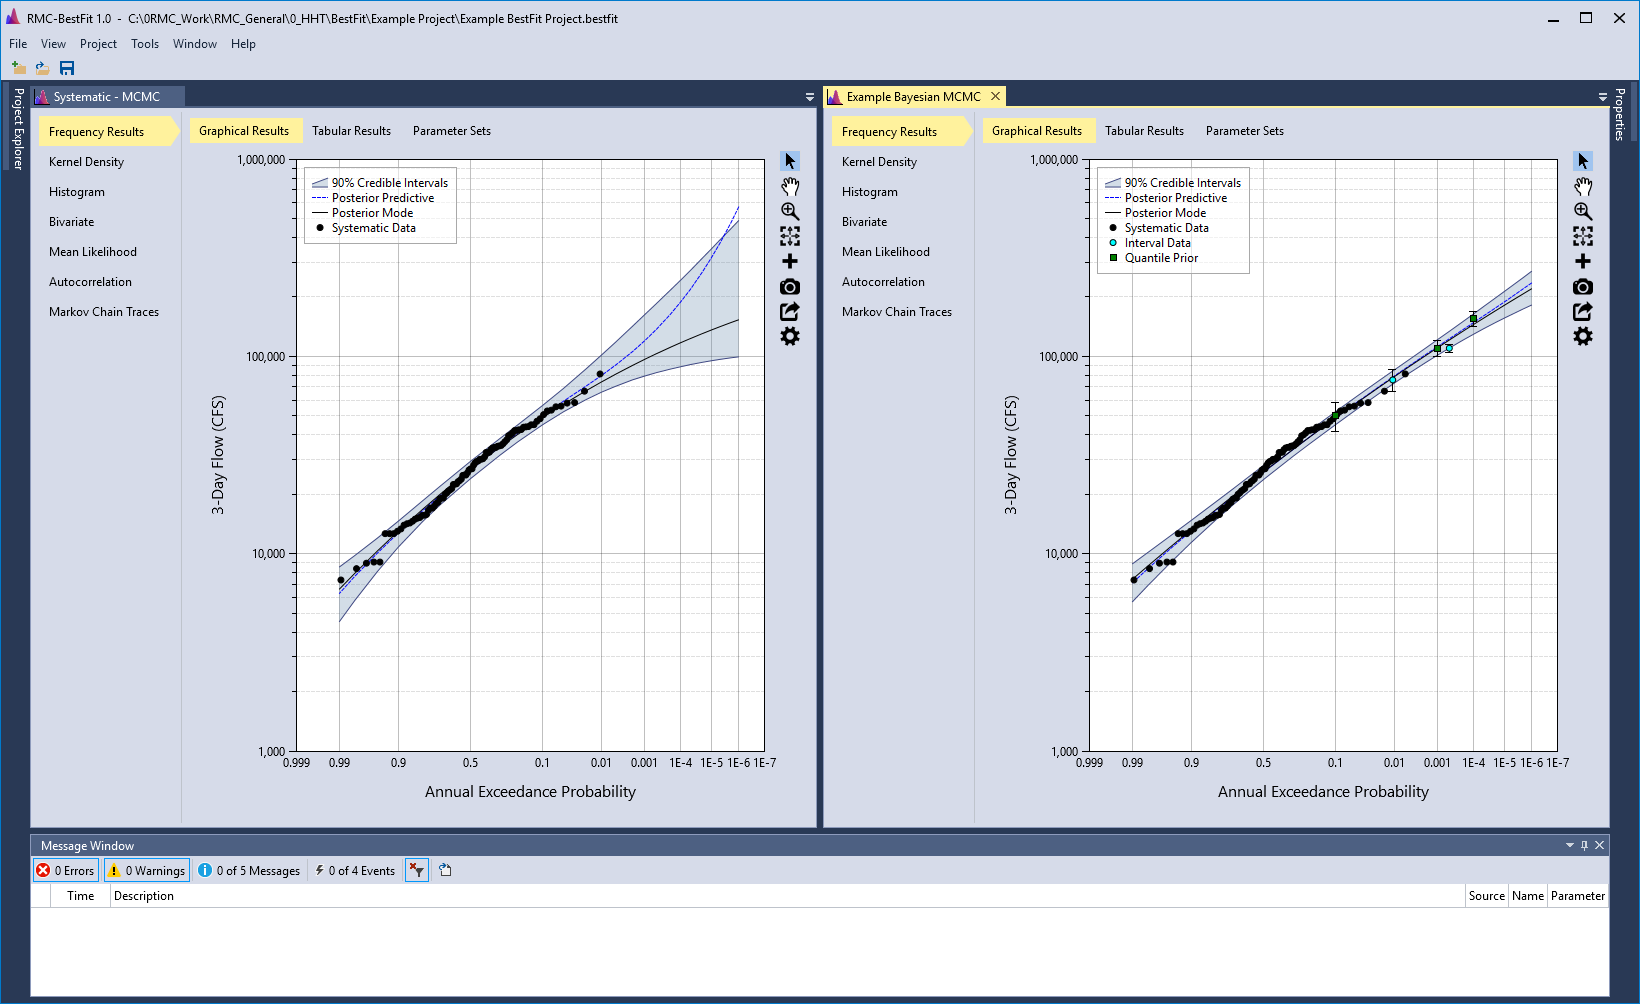 RMC-BestFit 1.0 - C:\0RMC_Work\RMC_General\0_HHT\BestFit\Example Project\Example BestFit Project.bestfit
File View Project Tools Window Help
Project Explorer
Systematic - MCMC
Frequency Results
Kernel Density
Histogram
Bivariate
Mean Likelihood
Autocorrelation
Markov Chain Traces
Graphical Results Tabular Results Parameter Sets
90% Credible Intervals
Posterior Predictive
Posterior Mode
Systematic Data
3-Day Flow (CFS)
1,000,000
100,000
10,000
1,000
0.999 0.99 0.9 0.5 0.1 0.01 0.001 1E-4 1E-5 1E-6 1E-7
Annual Exceedance Probability
Example Bayesian MCMC
Frequency Results
Kernel Density
Histogram
Bivariate
Mean Likelihood
Autocorrelation
Markov Chain Traces
Graphical Results Tabular Results Parameter Sets
90% Credible Intervals
Posterior Predictive
Posterior Mode
Systematic Data
Interval Data
Quantile Prior
3-Day Flow (CFS)
1,000,000
100,000
10,000
1,000
0.999 0.99 0.9 0.5 0.1 0.01 0.001 1E-4 1E-5 1E-6 1E-7
Annual Exceedance Probability
Properties
Message Window
0 Errors 0 Warnings 0 of 5 Messages 0 of 4 Events
Time Description Source Name Parameter